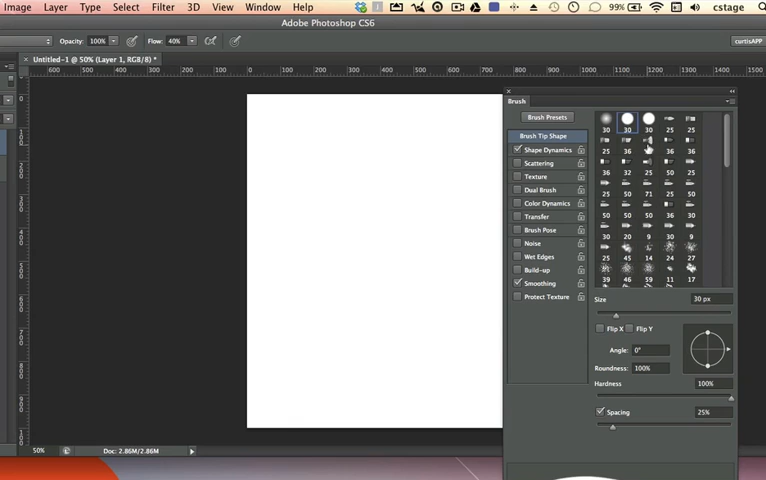 Image Layer Type Select Filter 3D View Window Help 99% cstage
Adobe Photoshop CS6
Opacity: 100% Flow: 40% curtisAPP
× Untitled-1 @ 50% (Layer 1, RGB/8) *
600 500 400 300 200 100 0 100 200 300 400 500 600 700 800 900 1000 1100 1200 1300 1400 1500
Brush
Brush Presets
Brush Tip Shape
Shape Dynamics
Scattering
Texture
Dual Brush
Color Dynamics
Transfer
Brush Pose
Noise
Wet Edges
Build-up
Smoothing
Protect Texture
30 30 30 25 25
25 36 36 36
36 32 25 50 25
25 50 71 25 50
50 50 50 36 30
30 20 9 30 9
25 45 14 24 27
39 46 59 11 17
Size 30 px
Flip X Flip Y
Angle: 0°
Roundness: 100%
Hardness 100%
Spacing 25%
50% Doc: 2.86M/2.86M